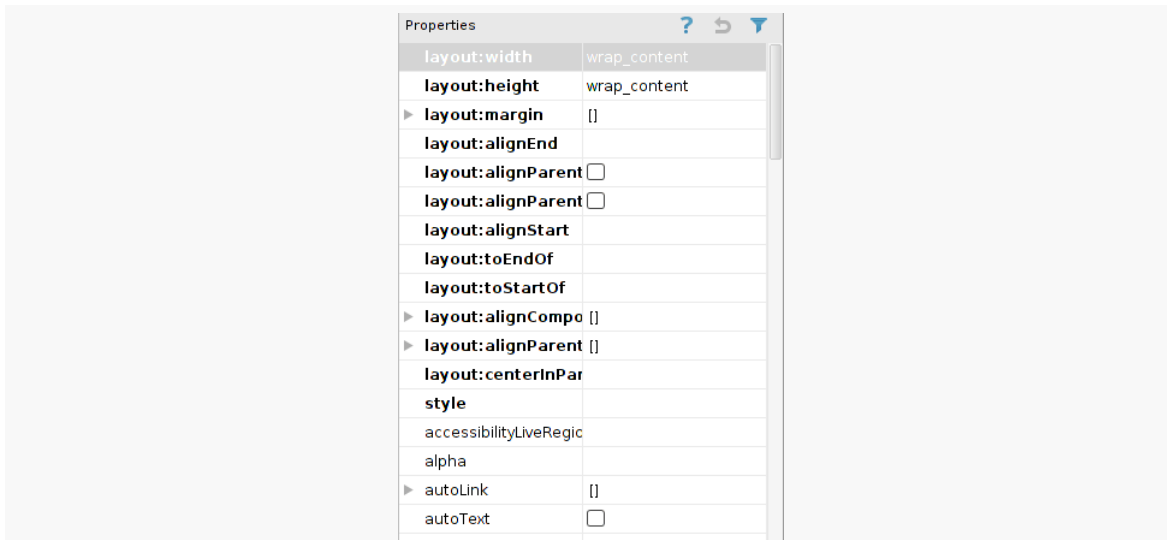 Properties ?
layout:width wrap_content
layout:height wrap_content
layout:margin []
layout:alignEnd
layout:alignParent
layout:alignParent
layout:alignStart
layout:toEndOf
layout:toStartOf
layout:alignCompo []
layout:alignParent []
layout:centerInPar
style
accessibilityLiveRegio
alpha
autoLink []
autoText